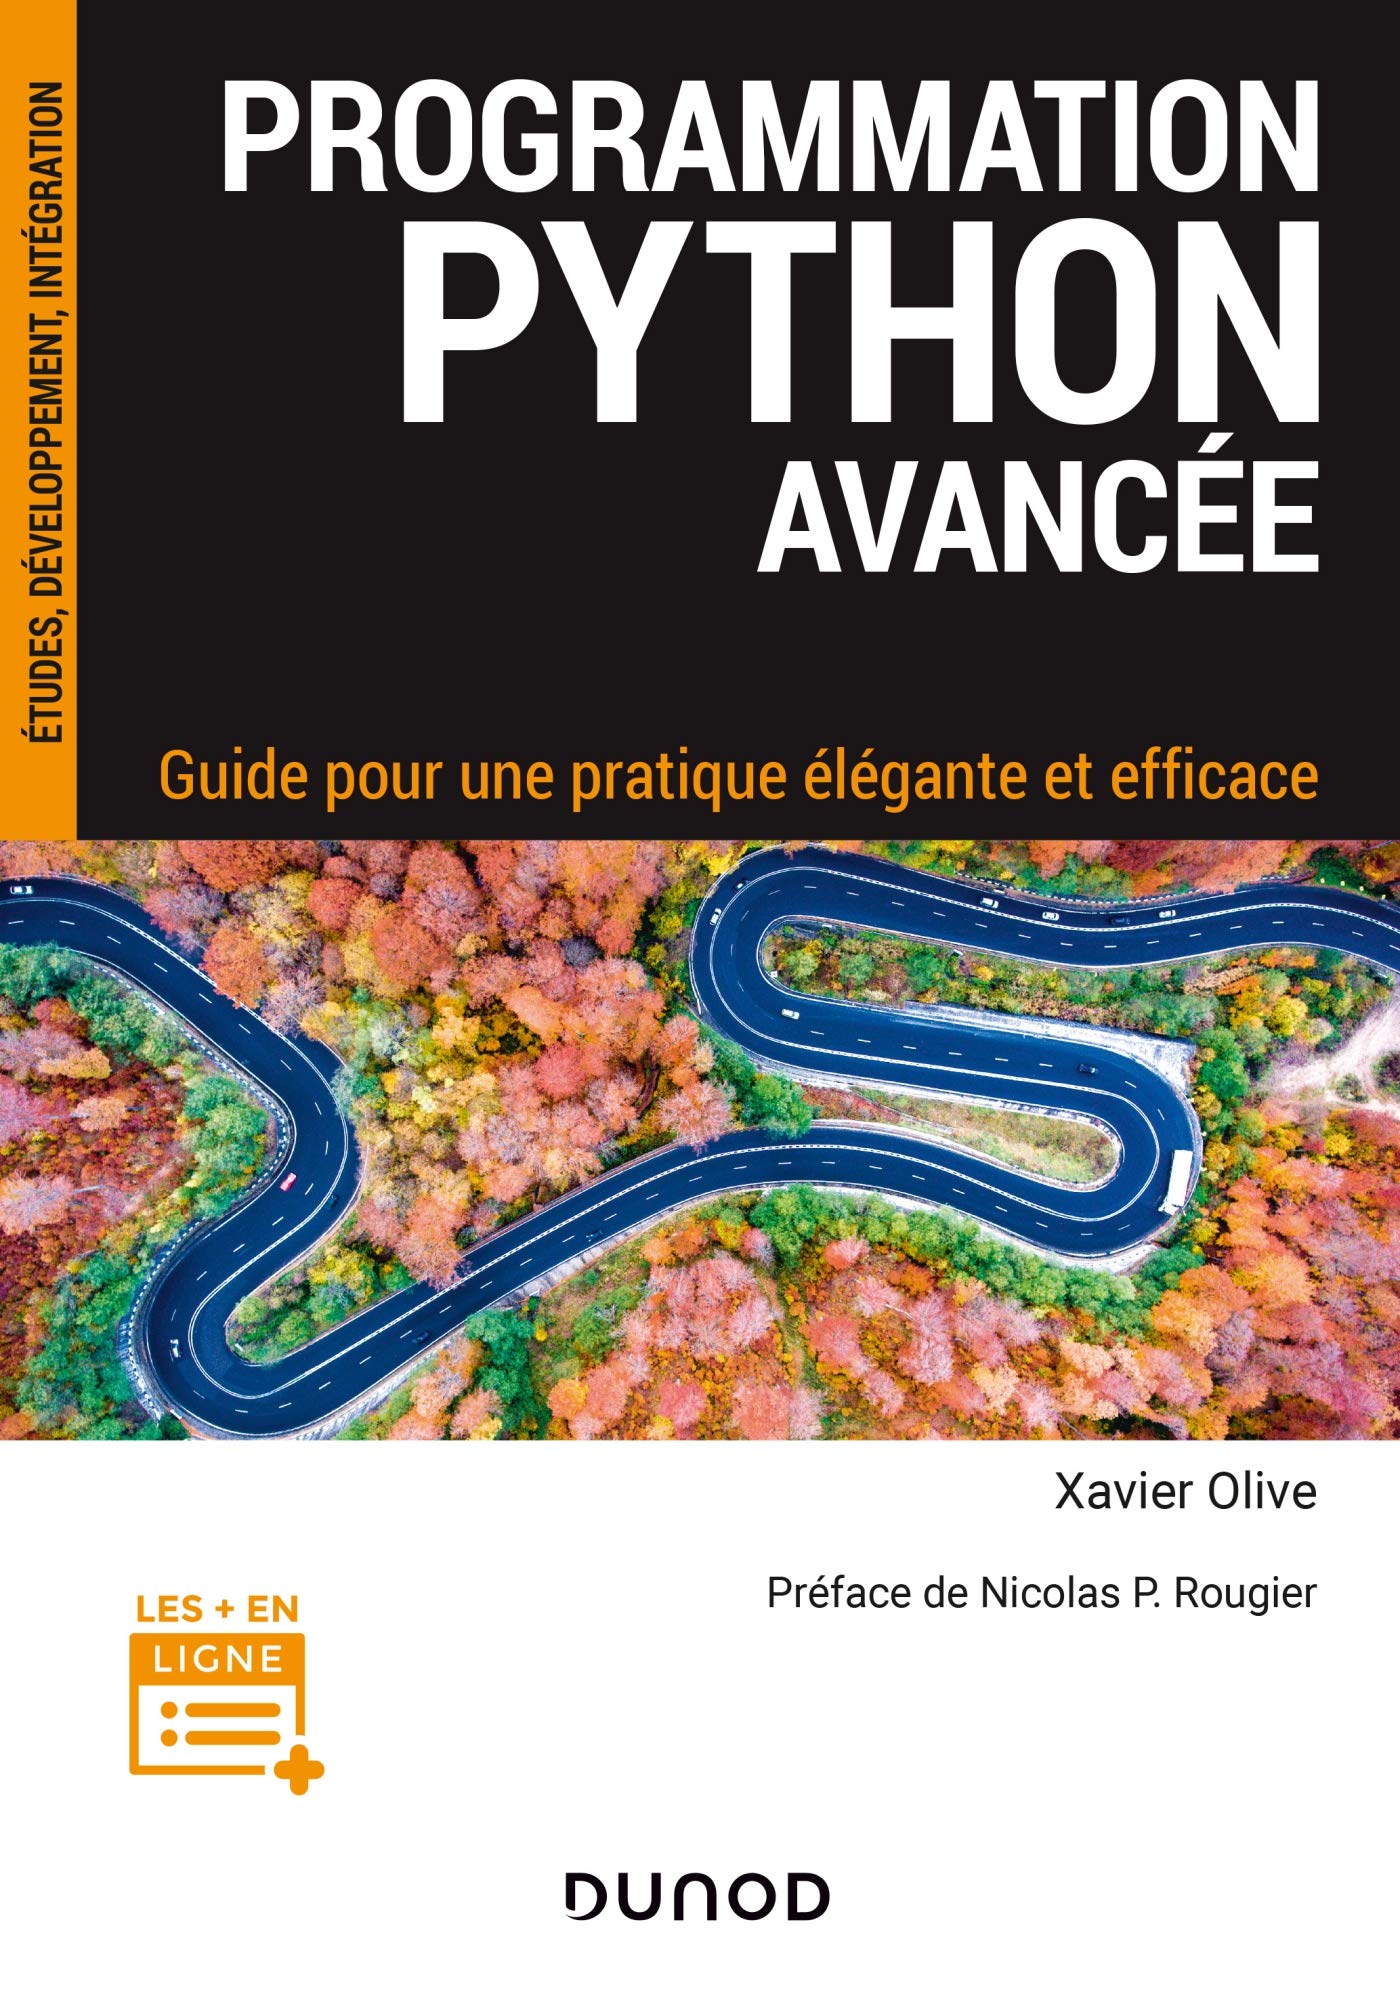 ÉTUDES, DÉVELOPPEMENT, INTÉGRATION
PROGRAMMATION
PYTHON
AVANCÉE
Guide pour une pratique élégante et efficace
Xavier Olive
Préface de Nicolas P. Rougier
LES + EN
LIGNE
DUNOD